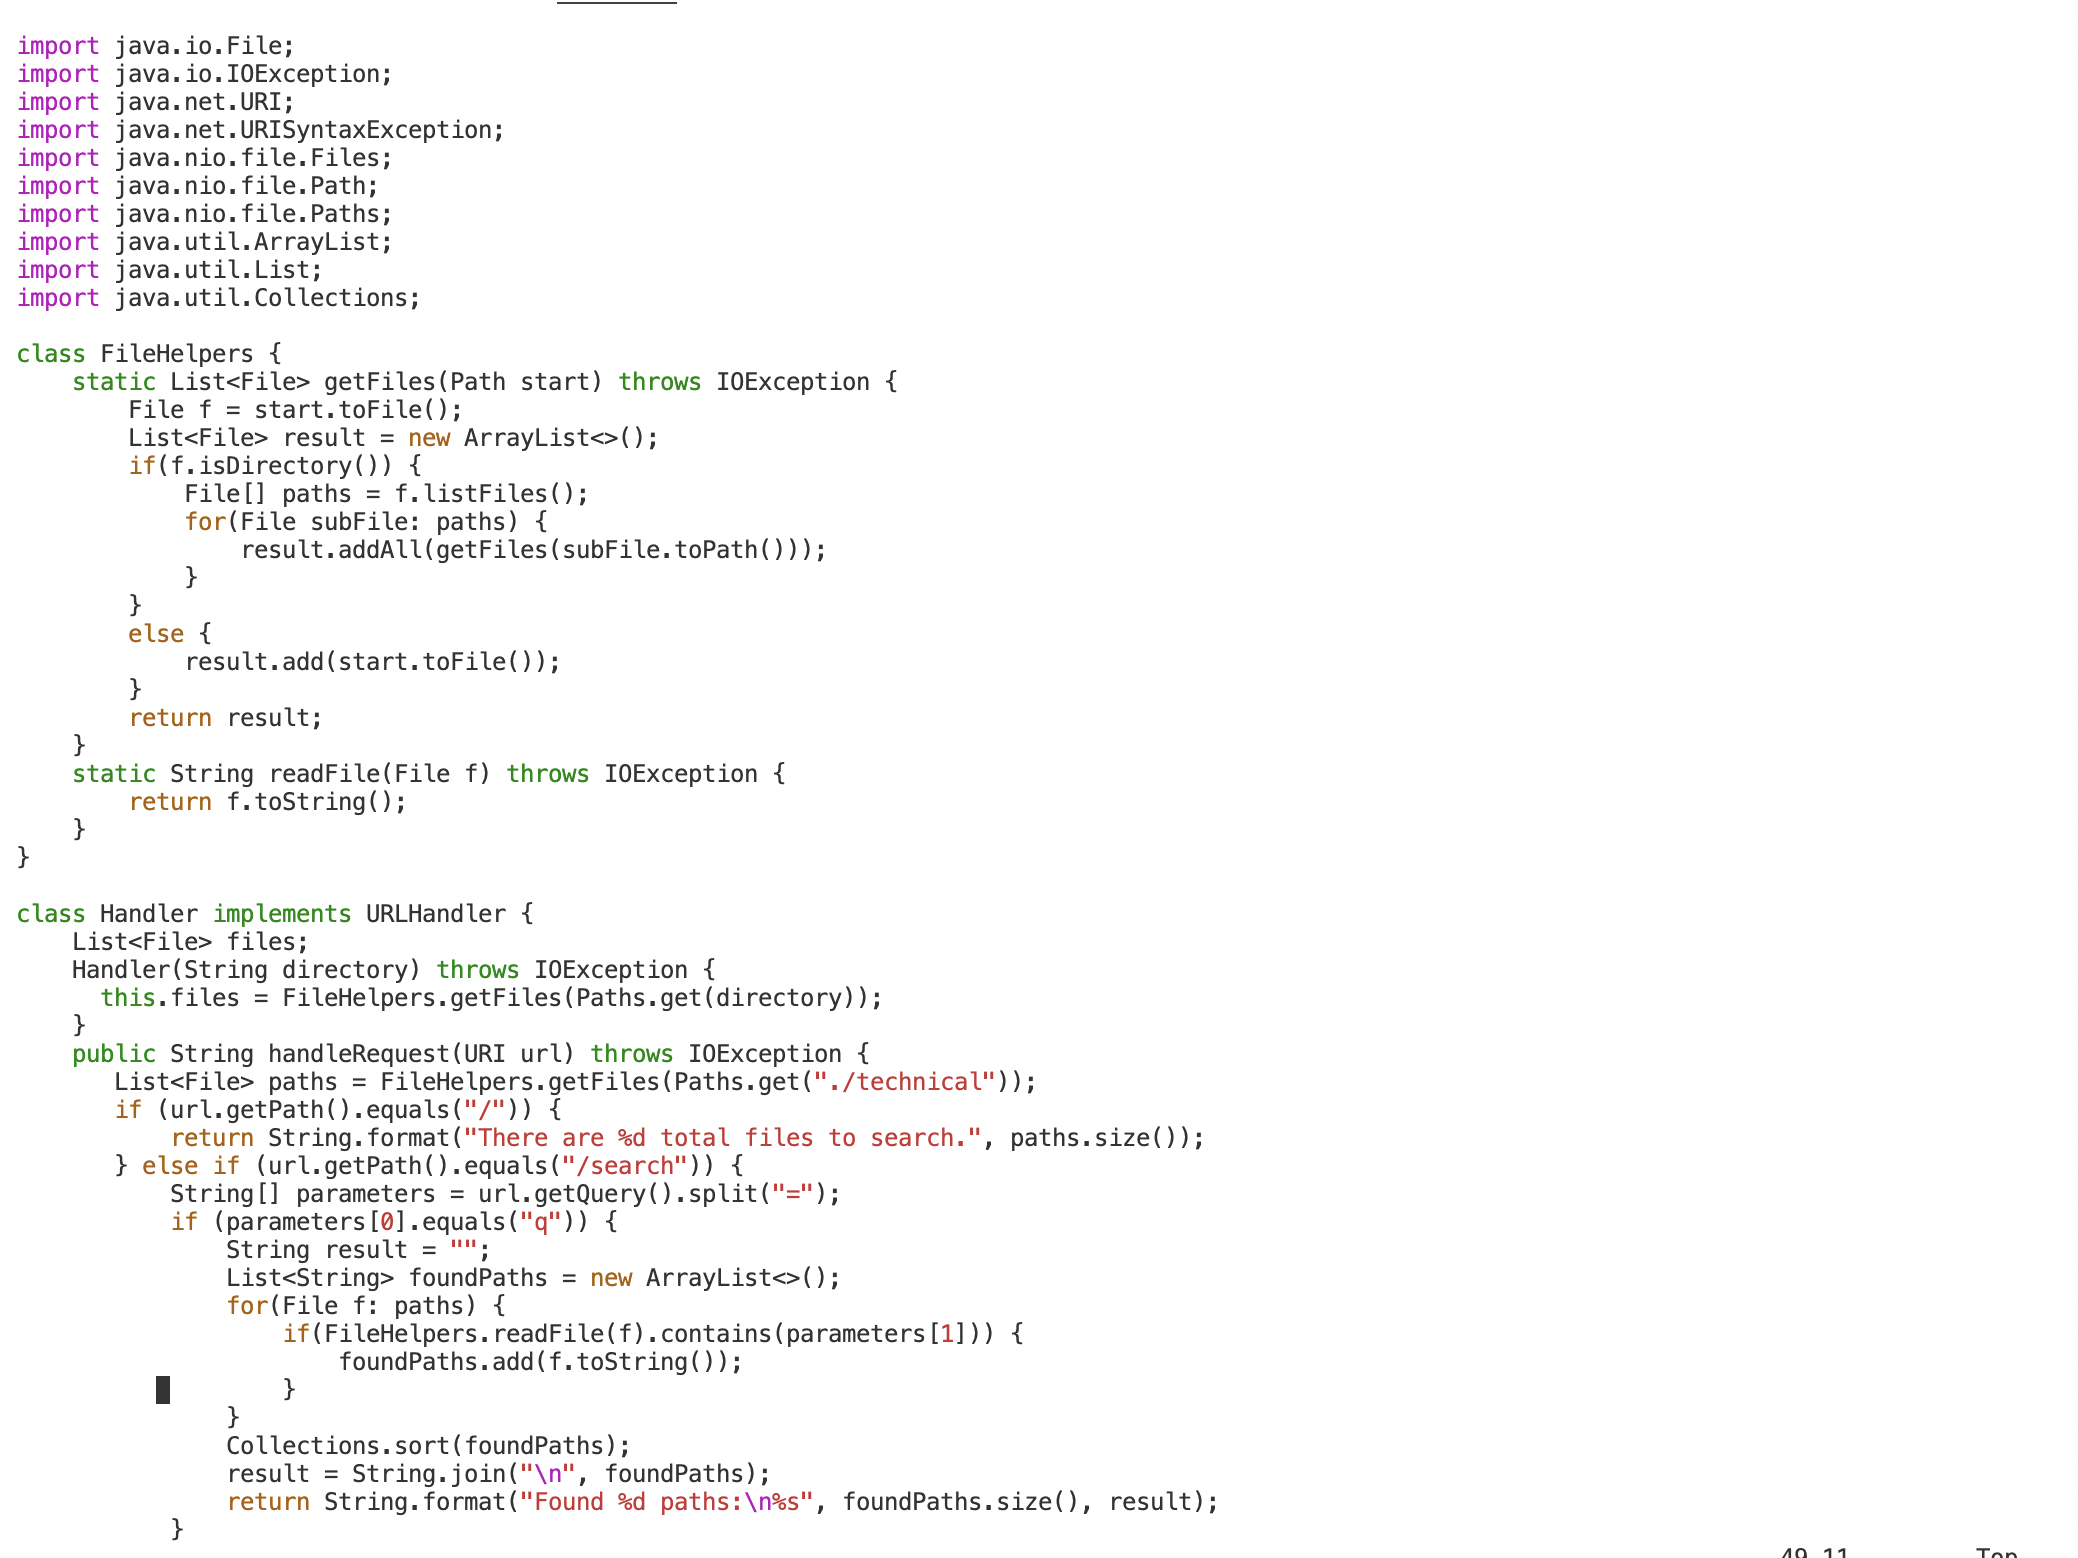 import java.io.File;
import java.io.IOException;
import java.net.URI;
import java.net.URISyntaxException;
import java.nio.file.Files;
import java.nio.file.Path;
import java.nio.file.Paths;
import java.util.ArrayList;
import java.util.List;
import java.util.Collections;

class FileHelpers {
    static List<File> getFiles(Path start) throws IOException {
        File f = start.toFile();
        List<File> result = new ArrayList<>();
        if(f.isDirectory()) {
            File[] paths = f.listFiles();
            for(File subFile: paths) {
                result.addAll(getFiles(subFile.toPath()));
            }
        }
        else {
            result.add(start.toFile());
        }
        return result;
    }
    static String readFile(File f) throws IOException {
        return f.toString();
    }
}

class Handler implements URLHandler {
    List<File> files;
    Handler(String directory) throws IOException {
      this.files = FileHelpers.getFiles(Paths.get(directory));
    }
    public String handleRequest(URI url) throws IOException {
       List<File> paths = FileHelpers.getFiles(Paths.get("./technical"));
       if (url.getPath().equals("/")) {
           return String.format("There are %d total files to search.", paths.size());
       } else if (url.getPath().equals("/search")) {
           String[] parameters = url.getQuery().split("=");
           if (parameters[0].equals("q")) {
               String result = "";
               List<String> foundPaths = new ArrayList<>();
               for(File f: paths) {
                   if(FileHelpers.readFile(f).contains(parameters[1])) {
                       foundPaths.add(f.toString());
                   }
               }
               Collections.sort(foundPaths);
               result = String.join("\n", foundPaths);
               return String.format("Found %d paths:\n%s", foundPaths.size(), result);
           }
49,11 Top